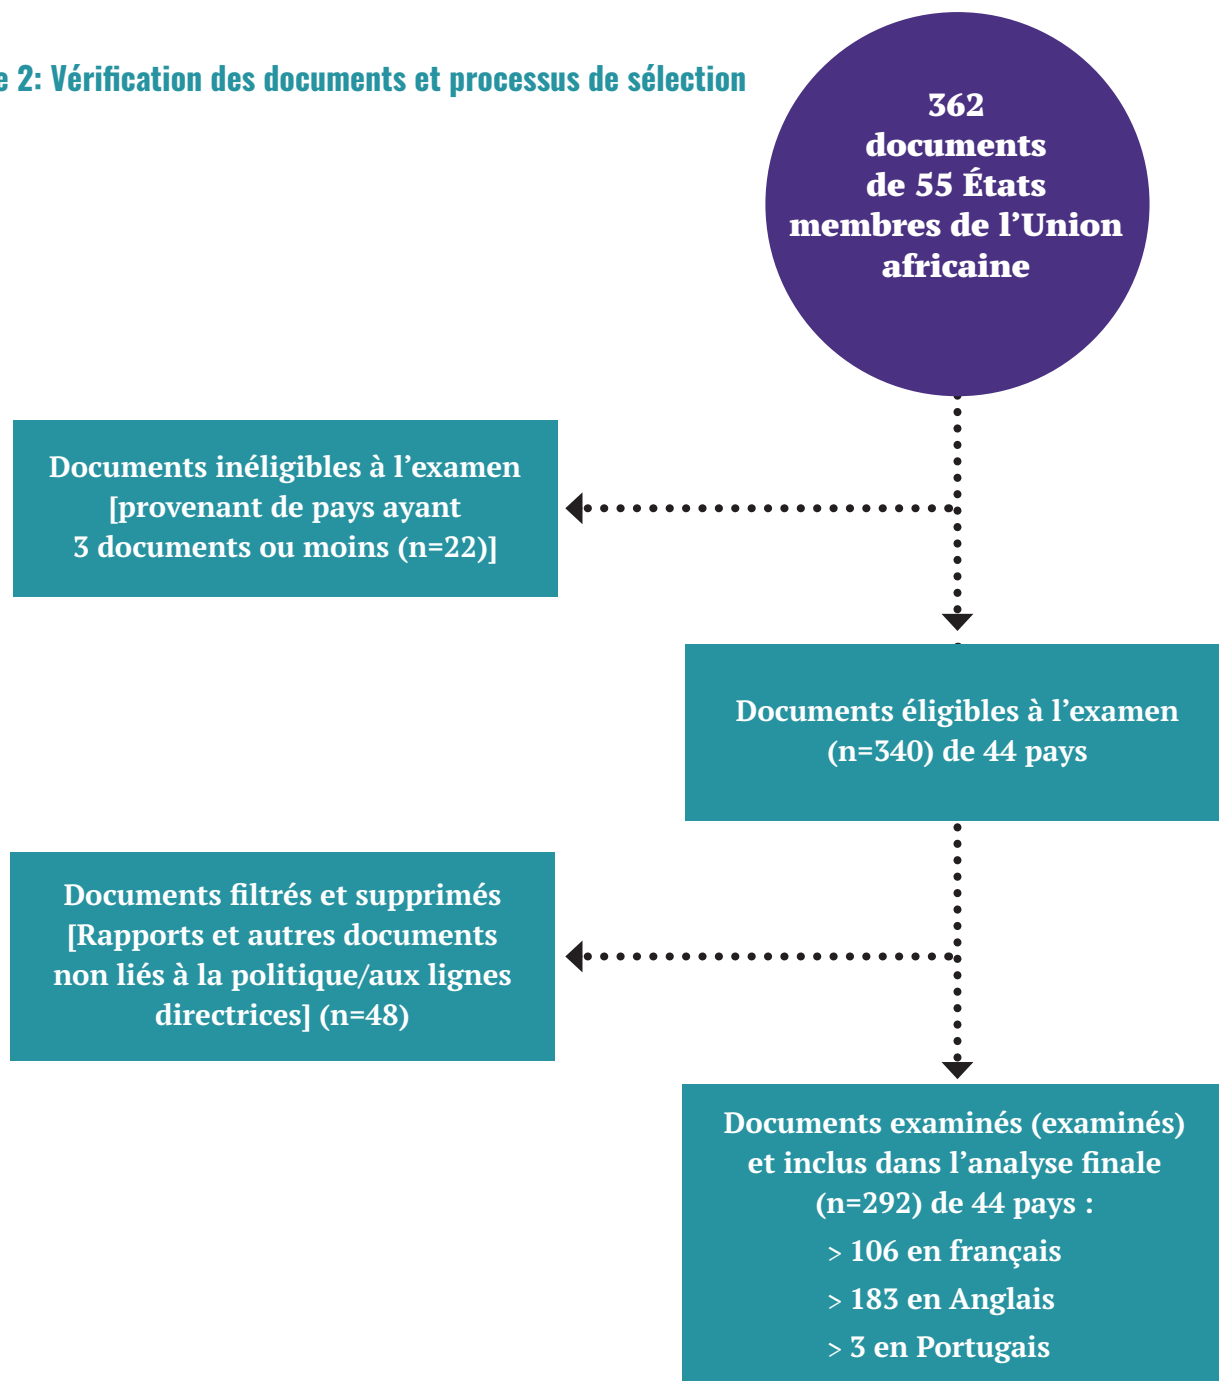 e 2: Vérification des documents et processus de sélection
362
documents
de 55 États
membres de l’Union
africaine
Documents inéligibles à l’examen
[provenant de pays ayant
3 documents ou moins (n=22)]
Documents éligibles à l’examen
(n=340) de 44 pays
Documents filtrés et supprimés
[Rapports et autres documents
non liés à la politique/aux lignes
directrices] (n=48)
Documents examinés (examinés)
et inclus dans l’analyse finale
(n=292) de 44 pays :
> 106 en français
> 183 en Anglais
> 3 en Portugais